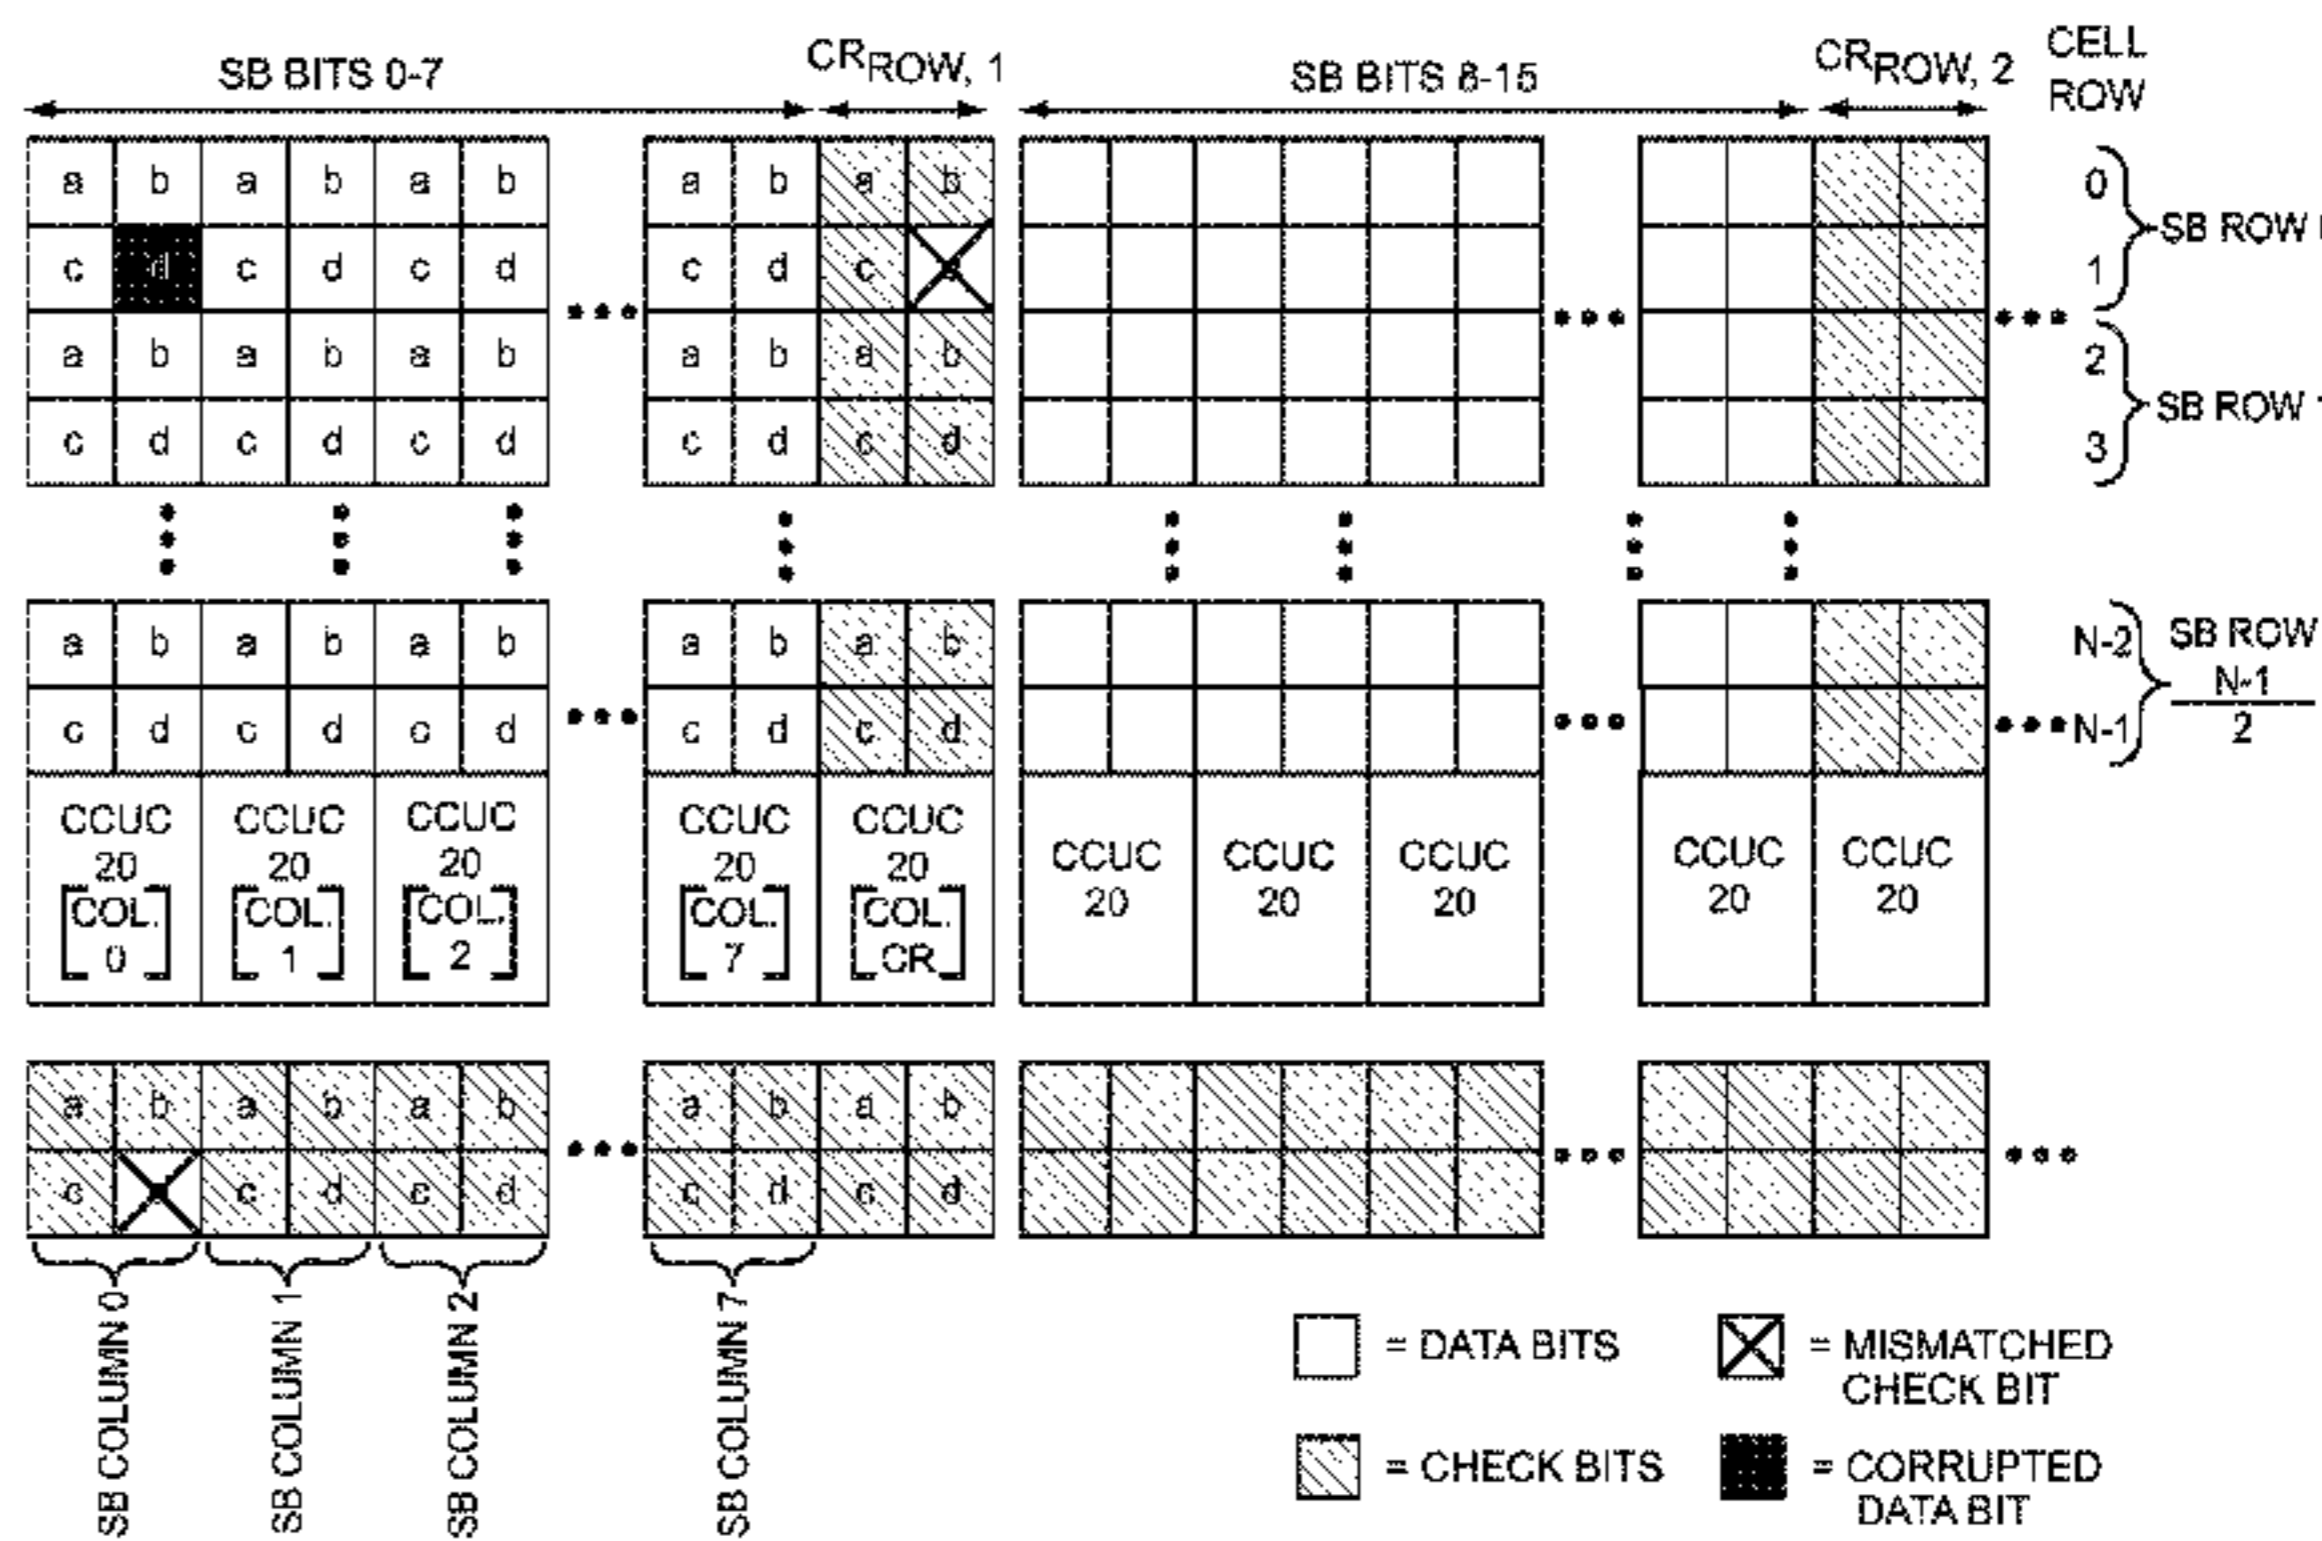 SB BITS 0-7
CRROW, 1
SB BITS 8-15
CRROW, 2
CELL
ROW
a b a b a b a b a b
0
c d c d c d c d c
1
SB ROW
a b a b a b a b a b
2
c d c d c d c d c d
3
SB ROW
a b a b a b a b a b
N-2
c d c d c d c d c d
N-1
SB ROW
N-1
2
CCUC CCUC CCUC CCUC CCUC
20 20 20 20 20
COL. COL. COL. COL. COL.
0 1 2 7 CR
CCUC CCUC CCUC CCUC CCUC
20 20 20 20 20
a b a b a b a b a b
c c d c d c d c d
SB COLUMN 0
SB COLUMN 1
SB COLUMN 2
SB COLUMN 7
= DATA BITS
= MISMATCHED
CHECK BIT
= CHECK BITS
= CORRUPTED
DATA BIT